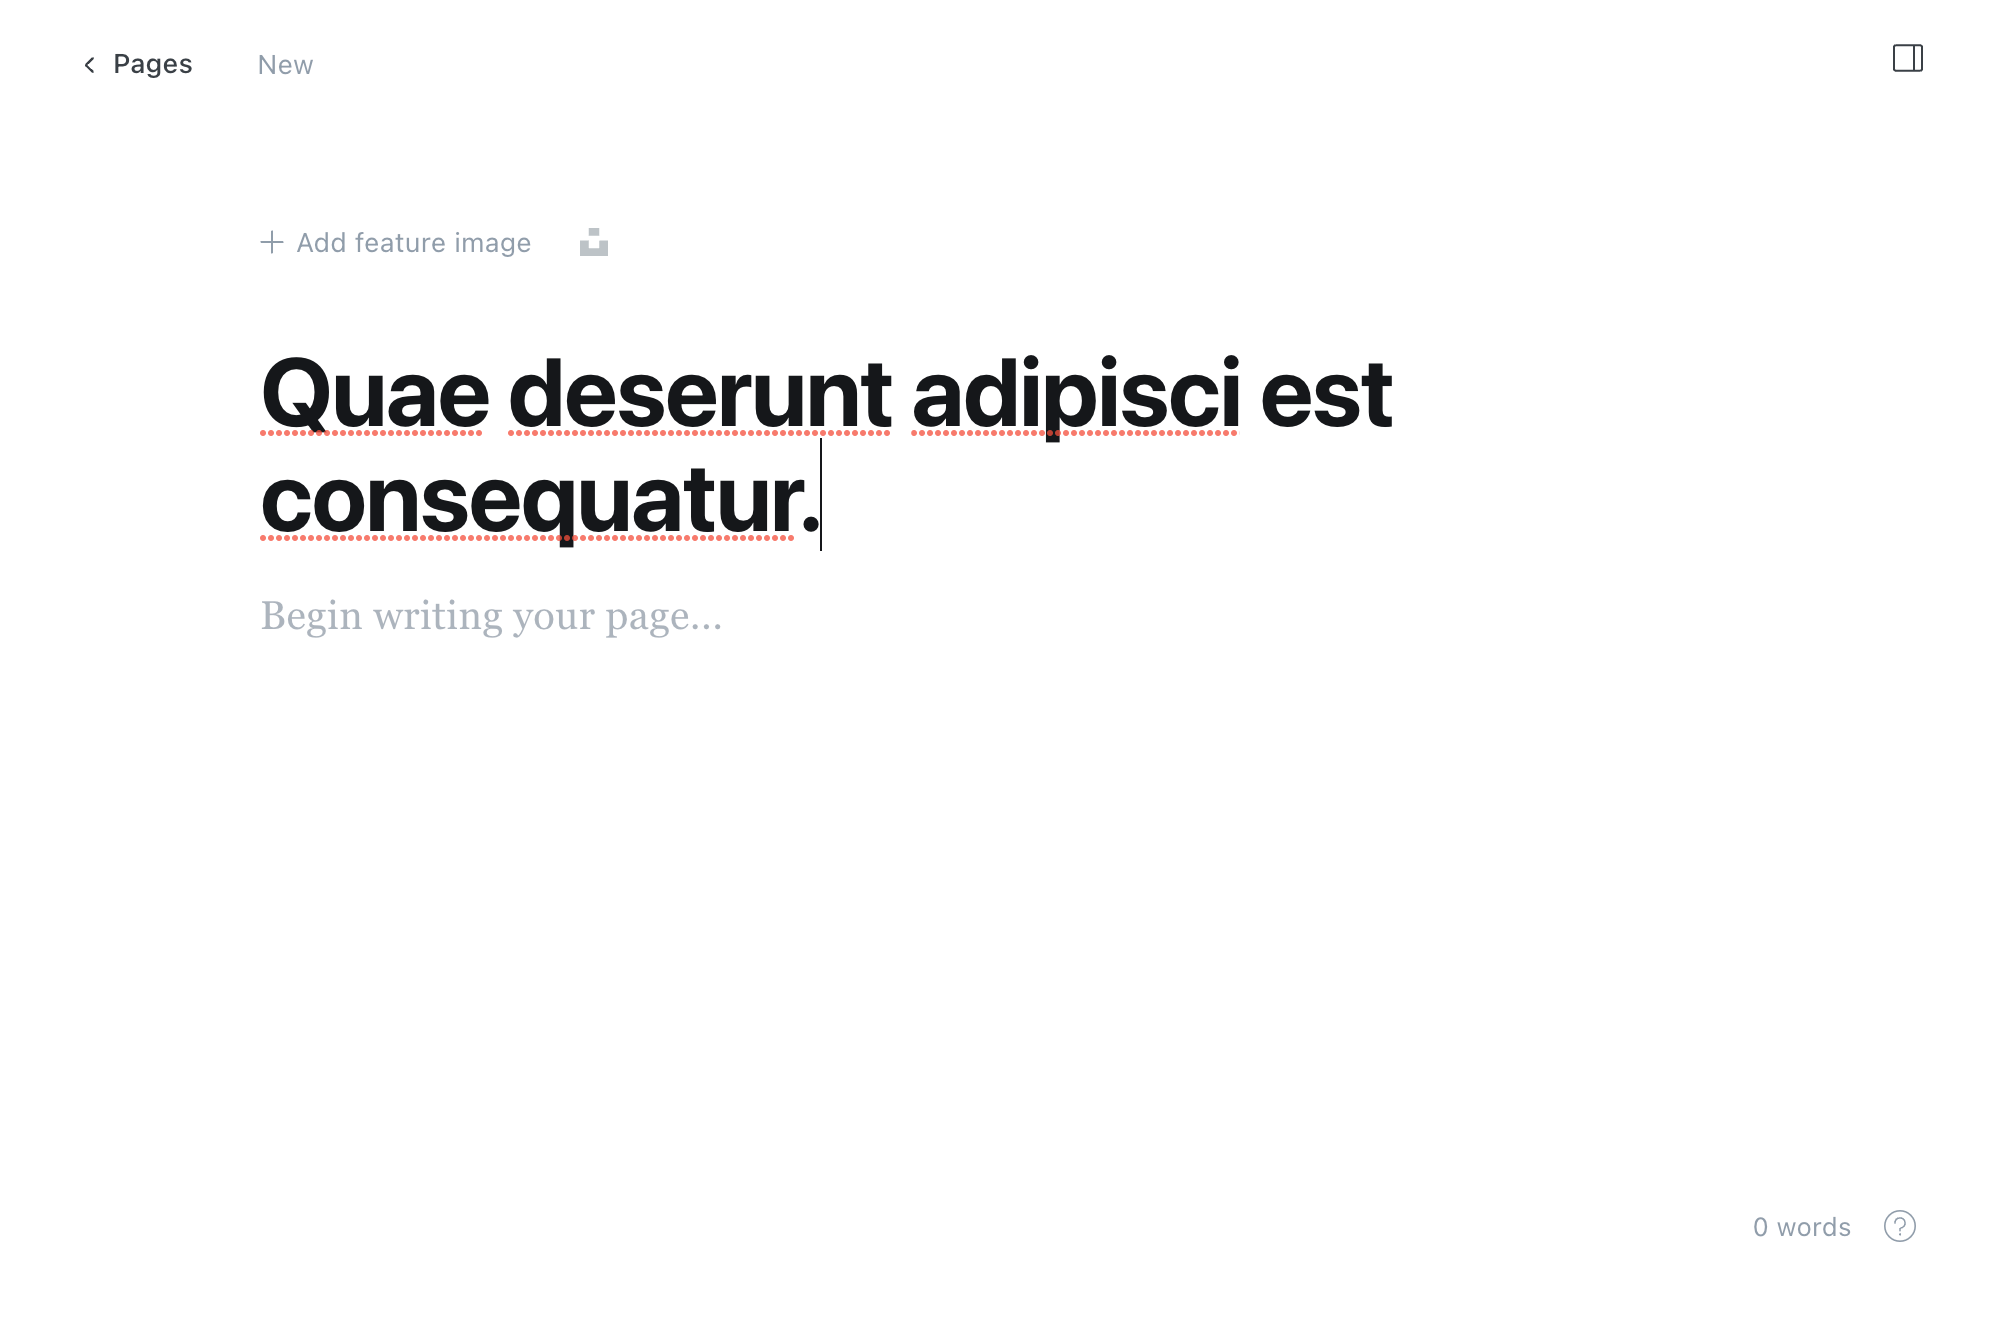 Pages
New
Add feature image
Quae deserunt adipisci est
consequatur.
Begin writing your page...
0 words
?